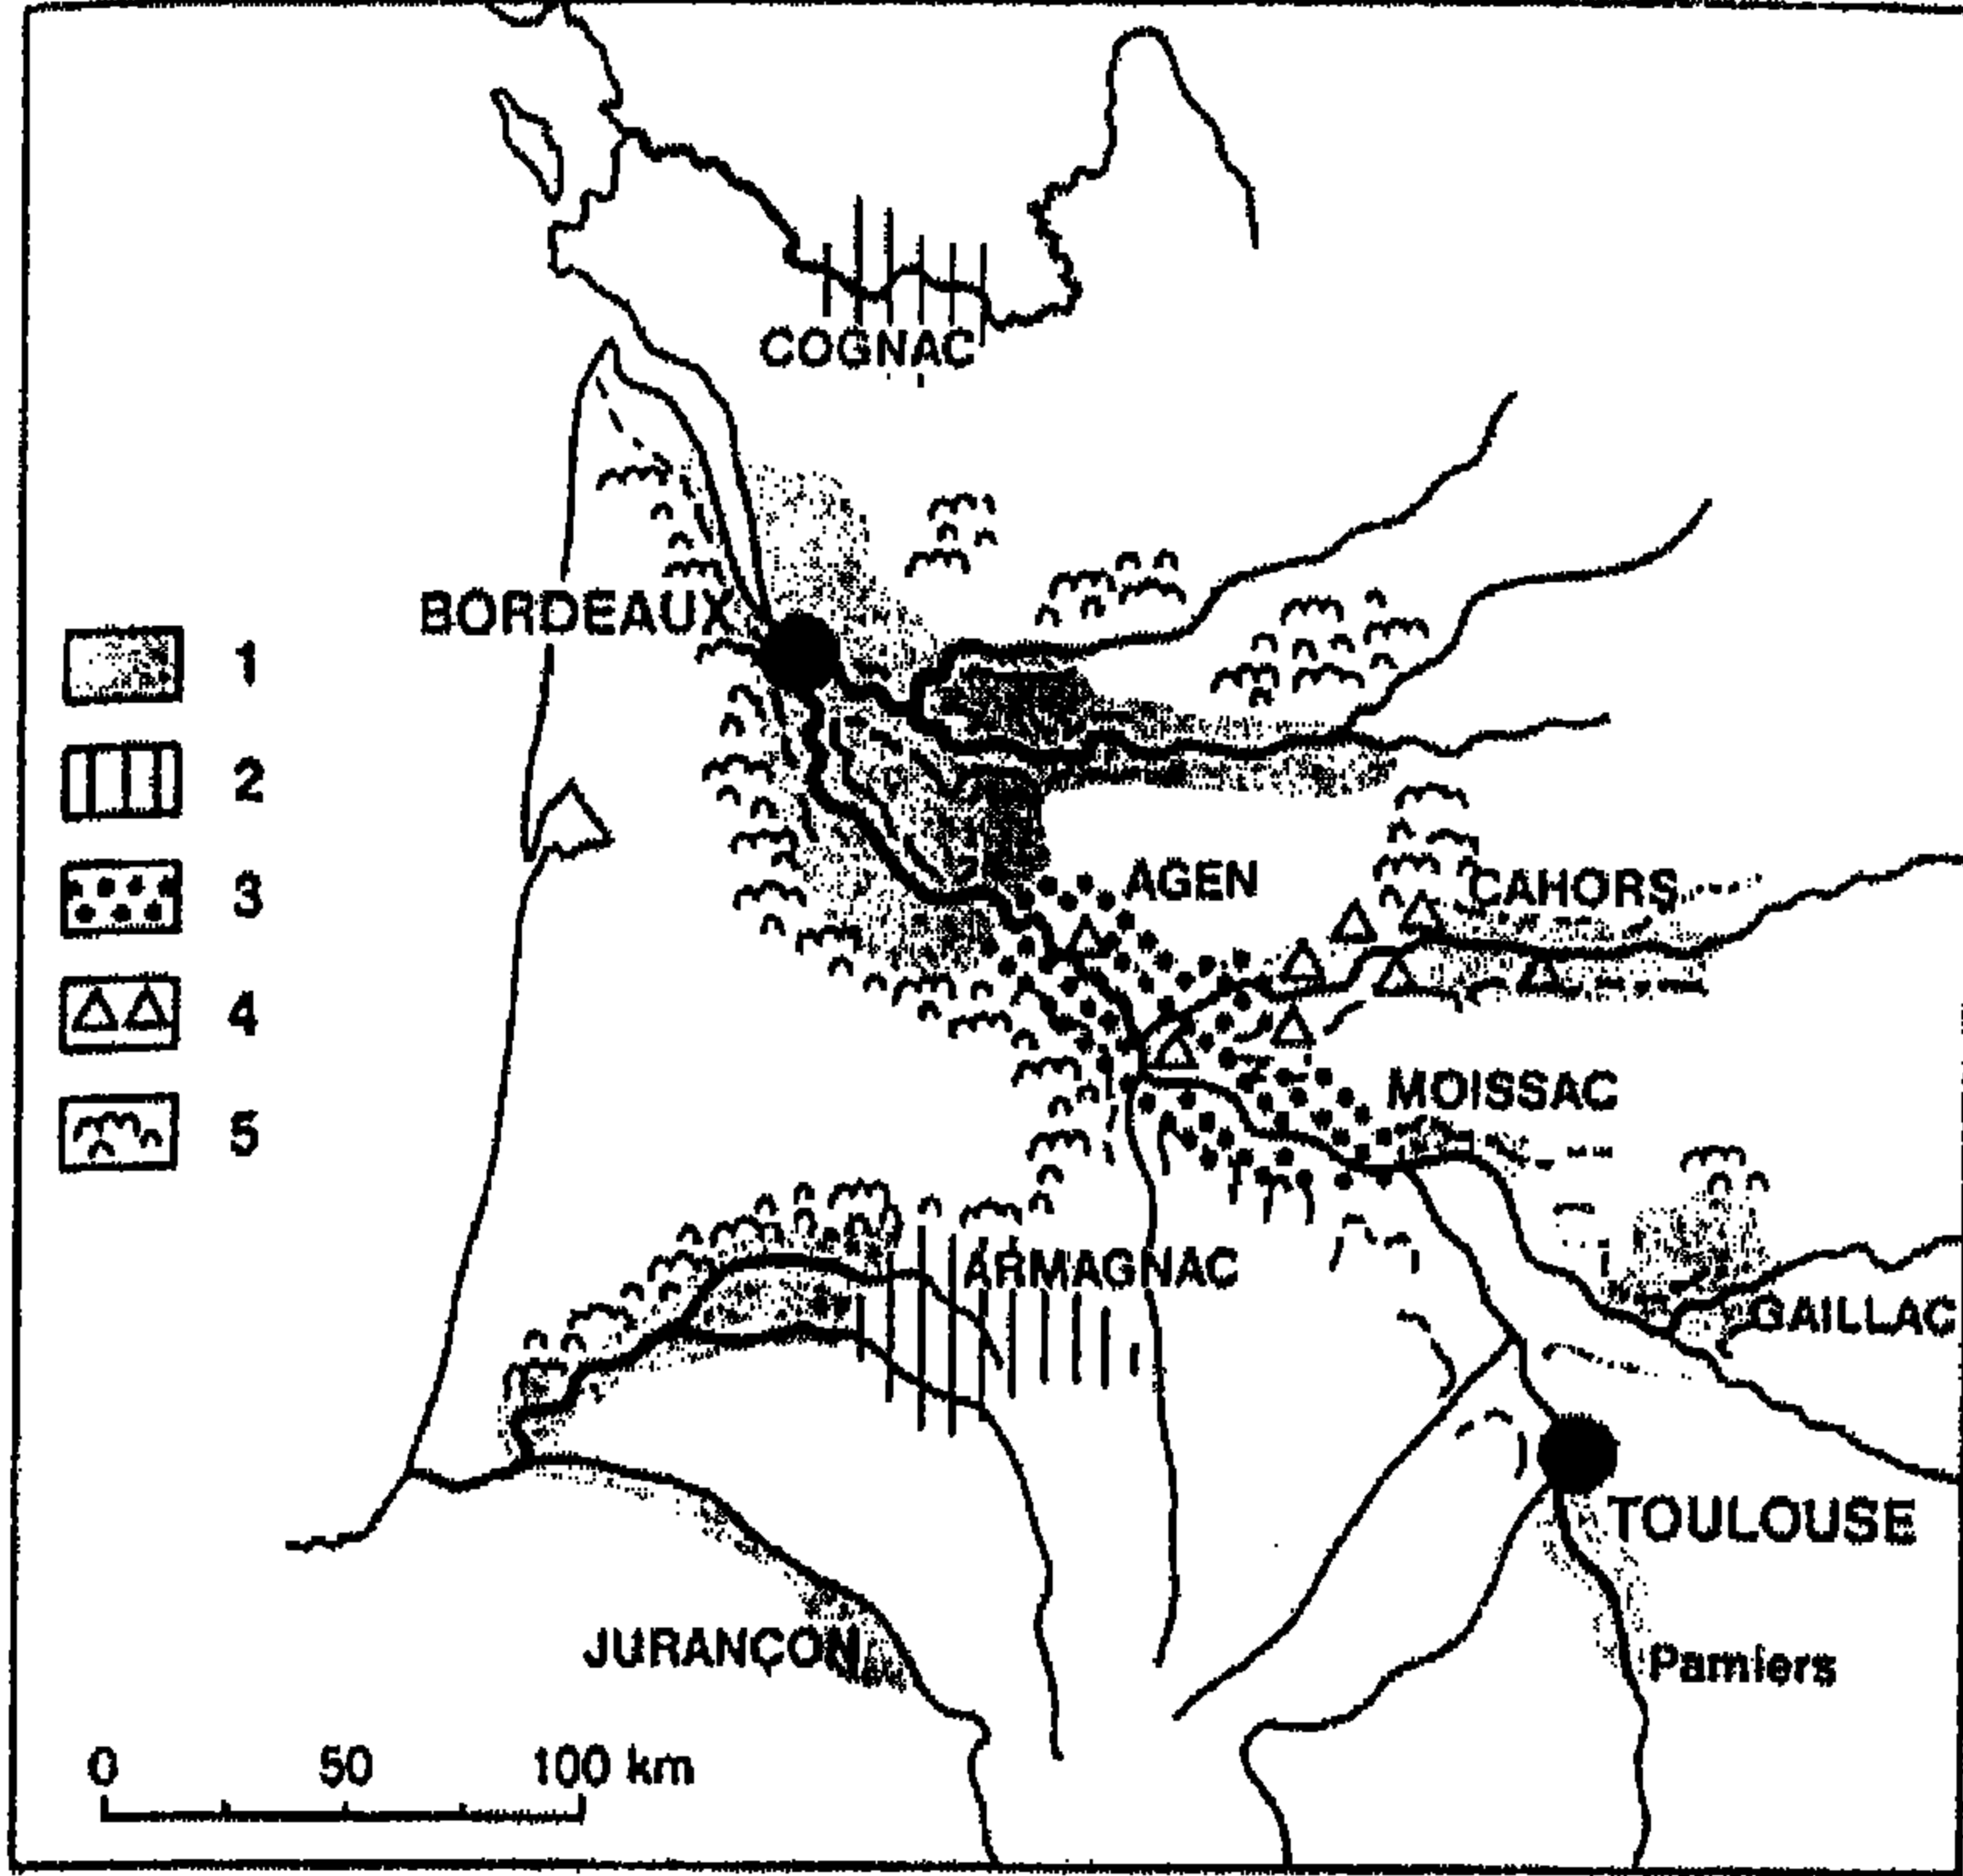 COGNAC
BORDEAUX
1
2
3
4
5
AGEN
CAHORS
MOISSAC
ARMAGNAC
GAILLAC
TOULOUSE
JURANÇON
Pamiers
0 50 100 km